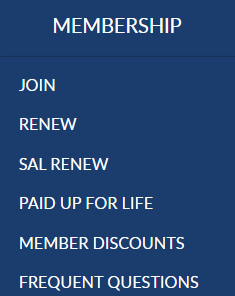 MEMBERSHIP
JOIN
RENEW
SAL RENEW
PAID UP FOR LIFE
MEMBER DISCOUNTS
FREQUENT QUESTIONS